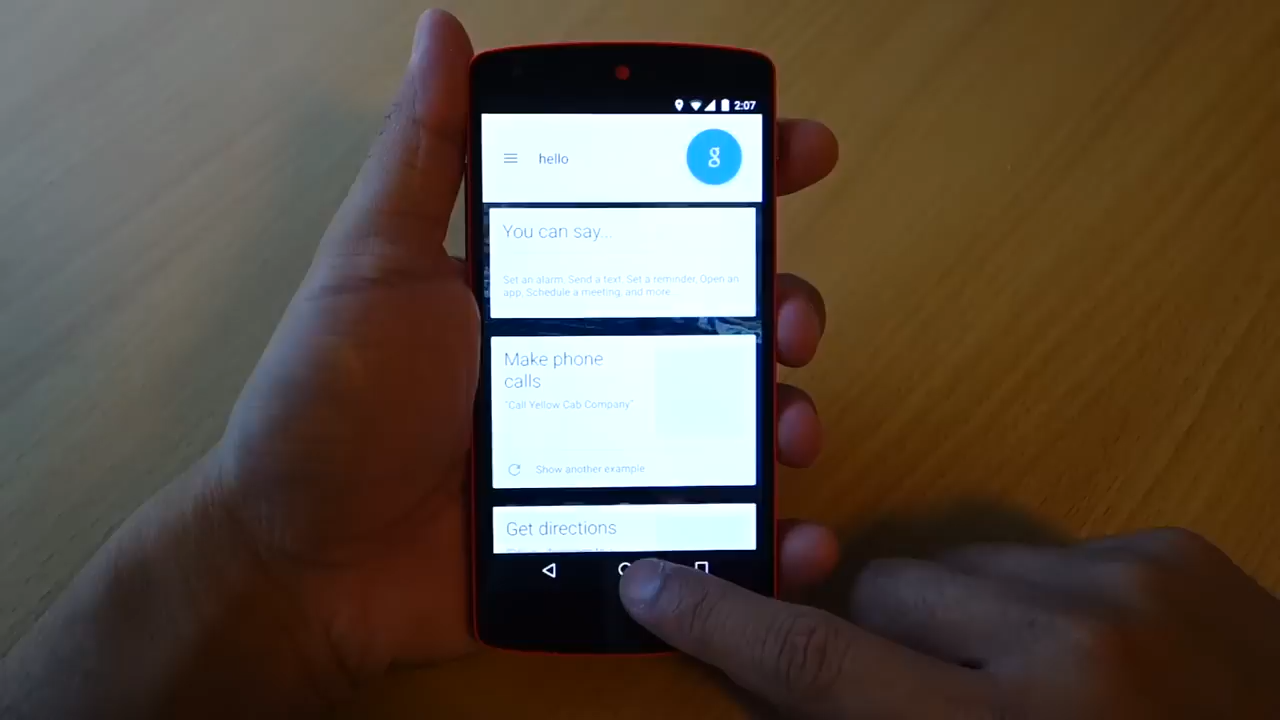 2:07
hello
g
You can say...
Set an alarm, Send a text, Set a reminder, Open an
app, Schedule a meeting, and more...
Make phone
calls
"Call Yellow Cab Company"
Show another example
Get directions